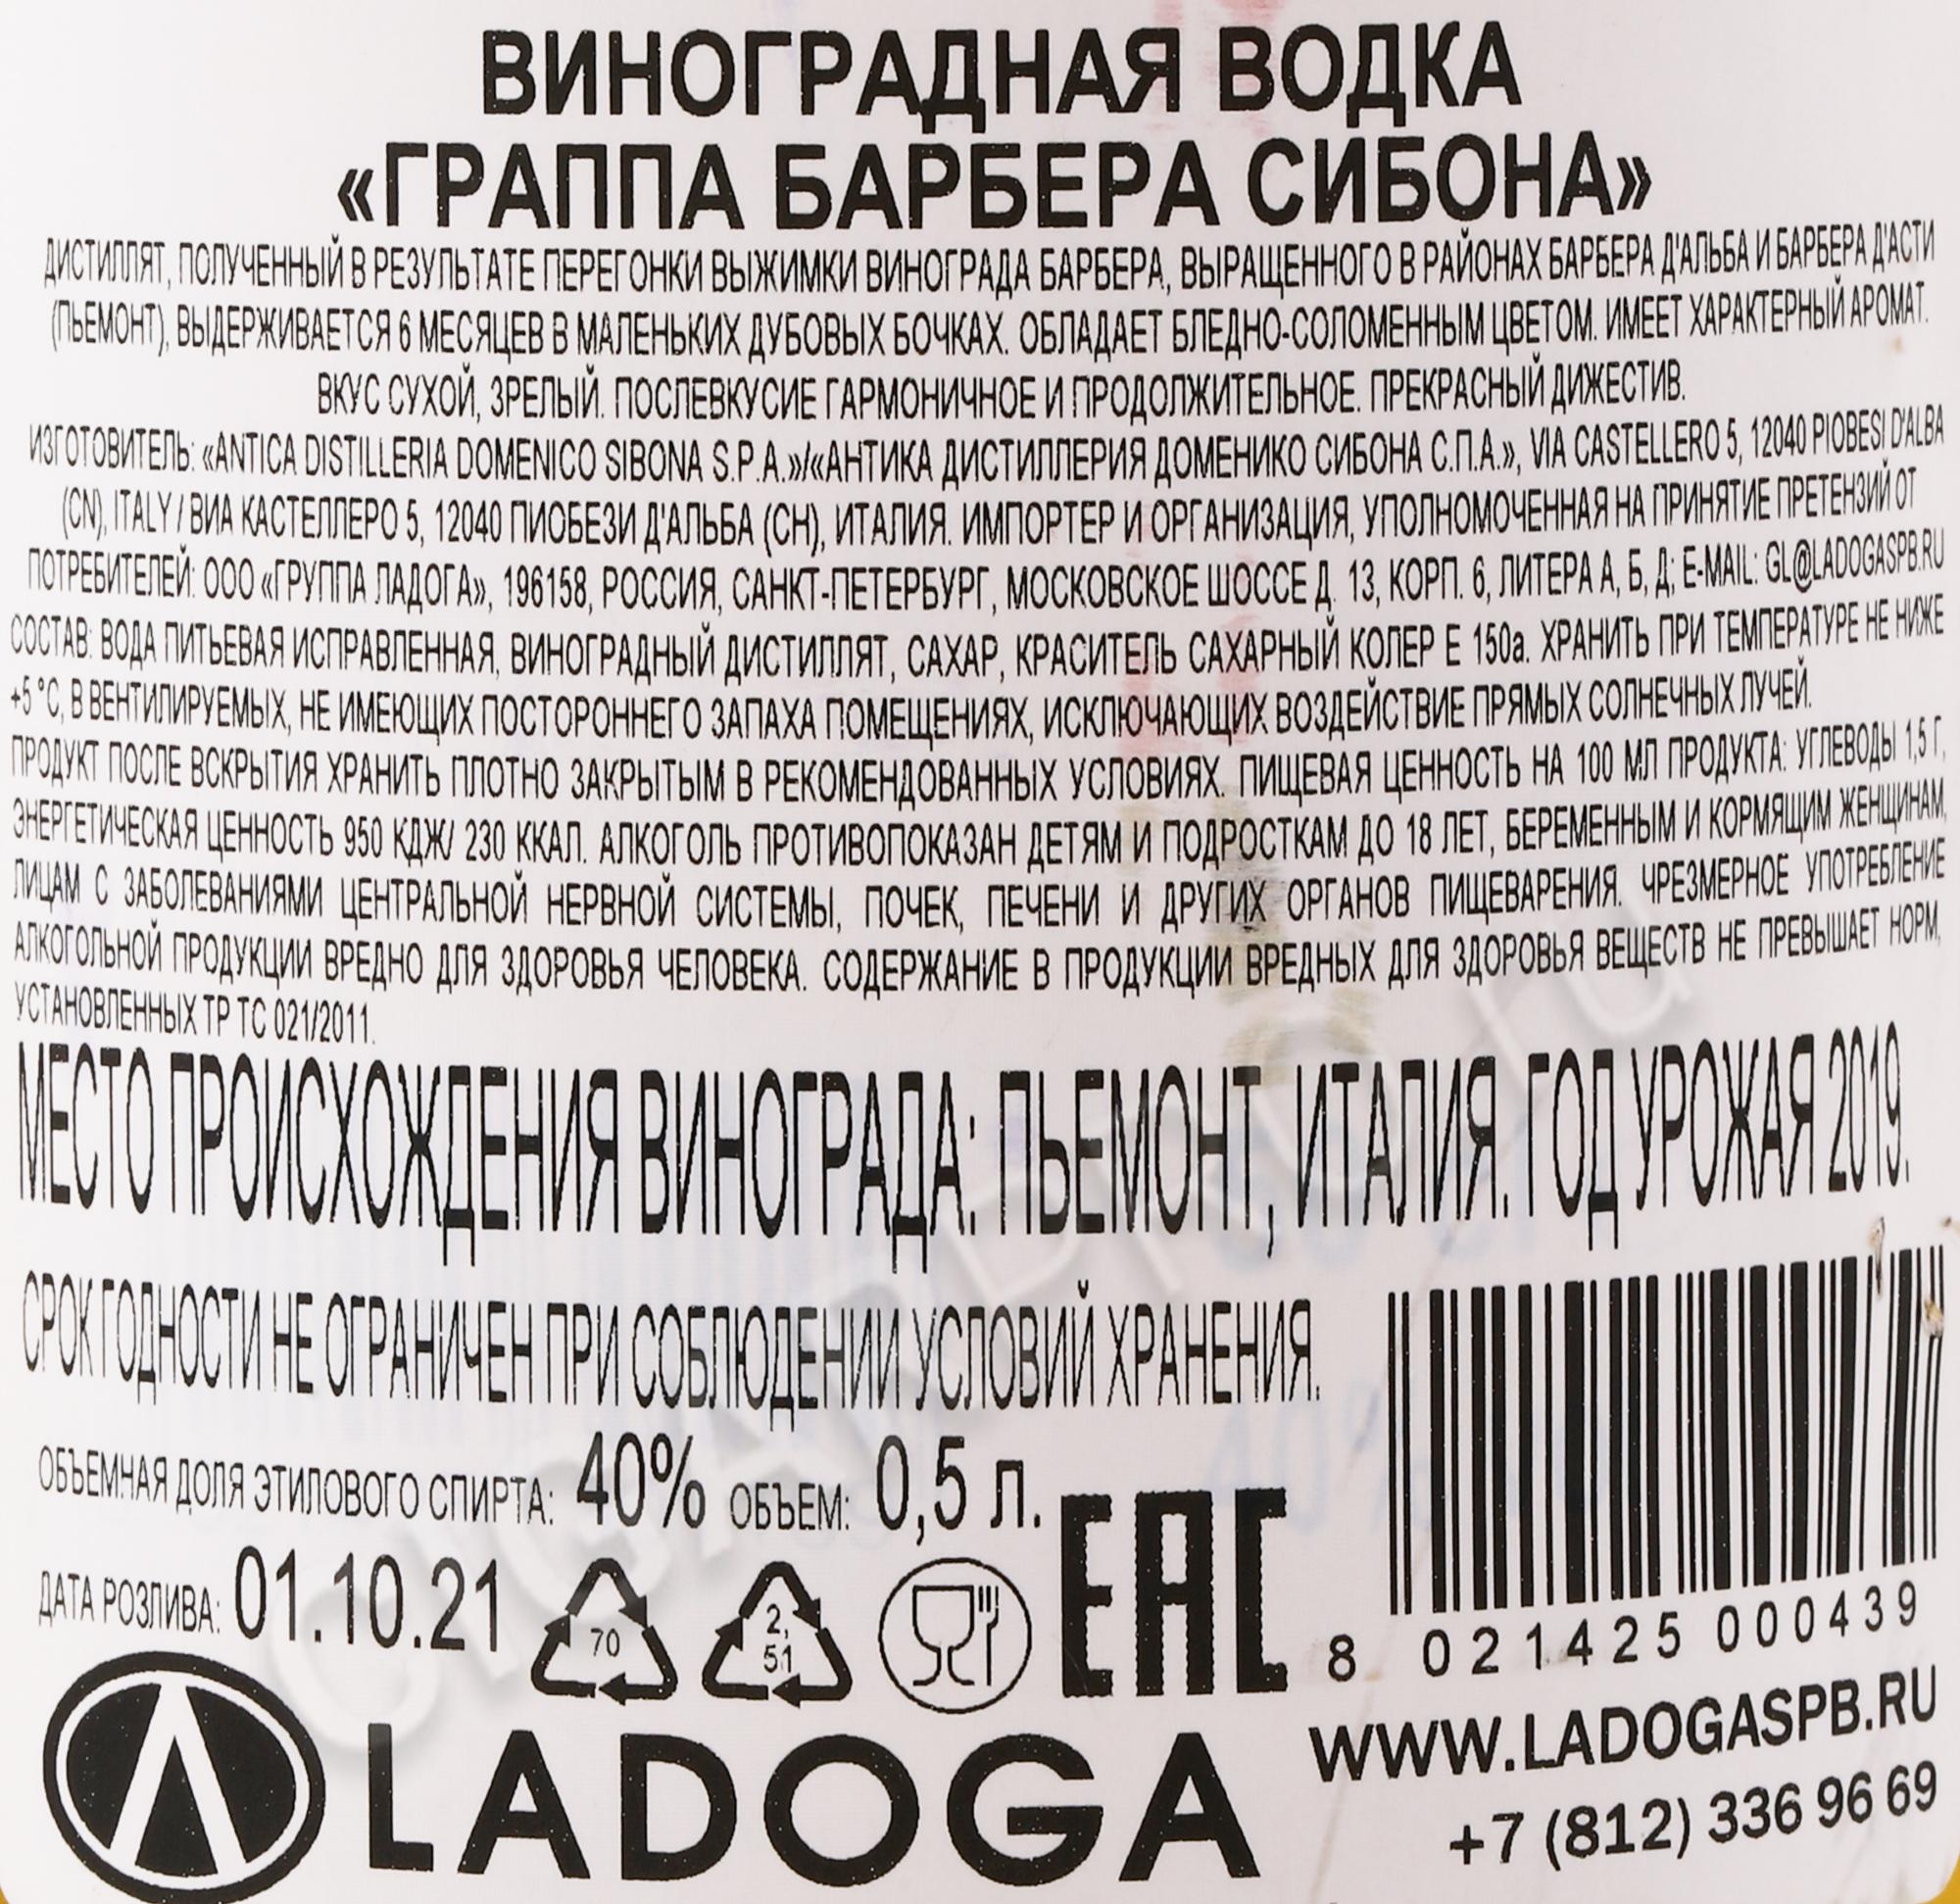 ВИНОГРАДНАЯ ВОДКА
«ГРАППА БАРБЕРА СИБОНА»
ДИСТИЛЛЯТ, ПОЛУЧЕННЫЙ В РЕЗУЛЬТАТЕ ПЕРЕГОНКИ ВЫЖИМКИ ВИНОГРАДА БАРБЕРА, ВЫРАЩЕННОГО В РАЙОНАХ БАРБЕРА Д'АЛЬБА И БАРБЕРА Д'АСТИ
(ПЬЕМОНТ), ВЫДЕРЖИВАЕТСЯ 6 МЕСЯЦЕВ В МАЛЕНЬКИХ ДУБОВЫХ БОЧКАХ. ОБЛАДАЕТ БЛЕДНО-СОЛОМЕННЫМ ЦВЕТОМ. ИМЕЕТ ХАРАКТЕРНЫЙ АРОМАТ.
ВКУС СУХОЙ, ЗРЕЛЫЙ. ПОСЛЕВКУСИЕ ГАРМОНИЧНОЕ И ПРОДОЛЖИТЕЛЬНОЕ. ПРЕКРАСНЫЙ ДИЖЕСТИВ.
ИЗГОТОВИТЕЛЬ: «ANTICA DISTILLERIA DOMENICO SIBONA S.P.A.»/«АНТИКА ДИСТИЛЛЕРИЯ ДОМЕНИКО СИБОНА С.П.А.», VIA CASTELLERO 5, 12040 PIOBESI D'ALBA
(CN), ITALY / ВИА КАСТЕЛЛЕРО 5, 12040 ПИОБЕЗИ Д'АЛЬБА (СН), ИТАЛИЯ. ИМПОРТЕР И ОРГАНИЗАЦИЯ, УПОЛНОМОЧЕННАЯ НА ПРИНЯТИЕ ПРЕТЕНЗИЙ ОТ
ПОТРЕБИТЕЛЕЙ: ООО «ГРУППА ЛАДОГА», 196158, РОССИЯ, САНКТ-ПЕТЕРБУРГ, МОСКОВСКОЕ ШОССЕ Д. 13, КОРП. 6, ЛИТЕРА А, Б, Д; E-MAIL: GL@LADOGASPB.RU
СОСТАВ: ВОДА ПИТЬЕВАЯ ИСПРАВЛЕННАЯ, ВИНОГРАДНЫЙ ДИСТИЛЛЯТ, САХАР, КРАСИТЕЛЬ САХАРНЫЙ КОЛЕР Е 150а. ХРАНИТЬ ПРИ ТЕМПЕРАТУРЕ НЕ НИЖЕ
+5 °С, В ВЕНТИЛИРУЕМЫХ, НЕ ИМЕЮЩИХ ПОСТОРОННЕГО ЗАПАХА ПОМЕЩЕНИЯХ, ИСКЛЮЧАЮЩИХ ВОЗДЕЙСТВИЕ ПРЯМЫХ СОЛНЕЧНЫХ ЛУЧЕЙ.
ПРОДУКТ ПОСЛЕ ВСКРЫТИЯ ХРАНИТЬ ПЛОТНО ЗАКРЫТЫМ В РЕКОМЕНДОВАННЫХ УСЛОВИЯХ. ПИЩЕВАЯ ЦЕННОСТЬ НА 100 МЛ ПРОДУКТА: УГЛЕВОДЫ 1,5 Г,
ЭНЕРГЕТИЧЕСКАЯ ЦЕННОСТЬ 950 КДЖ/ 230 ККАЛ. АЛКОГОЛЬ ПРОТИВОПОКАЗАН ДЕТЯМ И ПОДРОСТКАМ ДО 18 ЛЕТ, БЕРЕМЕННЫМ И КОРМЯЩИМ ЖЕНЩИНАМ,
ЛИЦАМ С ЗАБОЛЕВАНИЯМИ ЦЕНТРАЛЬНОЙ НЕРВНОЙ СИСТЕМЫ, ПОЧЕК, ПЕЧЕНИ И ДРУГИХ ОРГАНОВ ПИЩЕВАРЕНИЯ. ЧРЕЗМЕРНОЕ УПОТРЕБЛЕНИЕ
АЛКОГОЛЬНОЙ ПРОДУКЦИИ ВРЕДНО ДЛЯ ЗДОРОВЬЯ ЧЕЛОВЕКА. СОДЕРЖАНИЕ В ПРОДУКЦИИ ВРЕДНЫХ ДЛЯ ЗДОРОВЬЯ ВЕЩЕСТВ НЕ ПРЕВЫШАЕТ НОРМ,
УСТАНОВЛЕННЫХ ТР ТС 021/2011.
МЕСТО ПРОИСХОЖДЕНИЯ ВИНОГРАДА: ПЬЕМОНТ, ИТАЛИЯ. ГОД УРОЖАЯ 2019.
СРОК ГОДНОСТИ НЕ ОГРАНИЧЕН ПРИ СОБЛЮДЕНИИ УСЛОВИЙ ХРАНЕНИЯ.
ОБЪЕМНАЯ ДОЛЯ ЭТИЛОВОГО СПИРТА: 40% ОБЪЕМ: 0,5 л.
ДАТА РОЗЛИВА: 01.10.21
70
2,
51
EAC
8 021425 000439
LADOGA
WWW.LADOGASPB.RU
+7 (812) 336 96 69